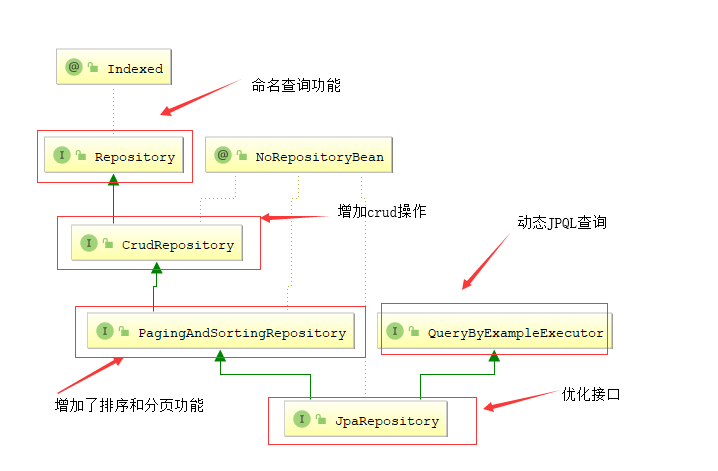 @ Indexed
命名查询功能
I Repository
@ NoRepositoryBean
增加crud操作
动态JPQL查询
I CrudRepository
I PagingAndSortingRepository
I QueryByExampleExecutor
增加了排序和分页功能
优化接口
I JpaRepository